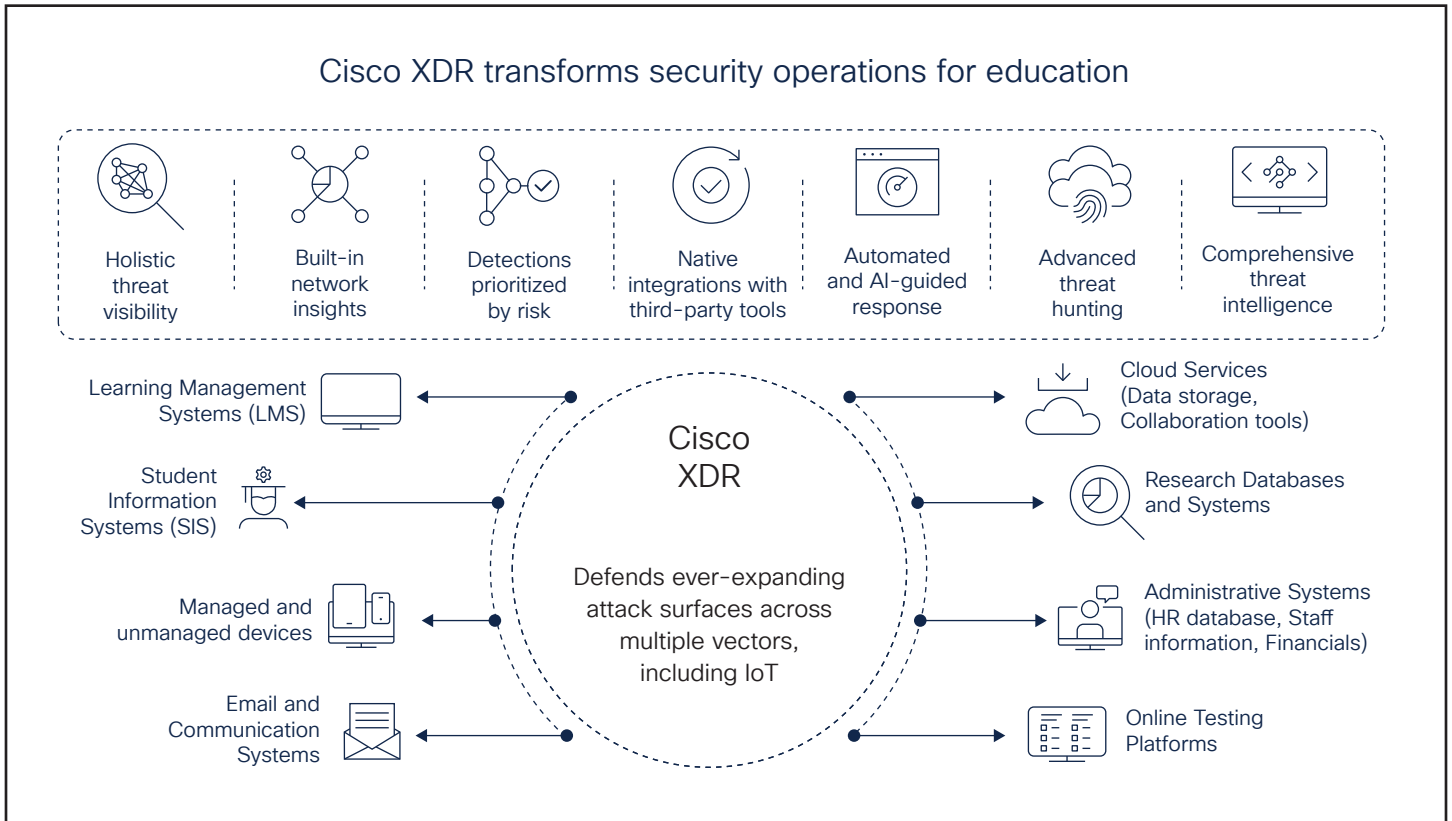 Cisco XDR transforms security operations for education
Holistic
threat
visibility
Built-in
network
insights
Detections
prioritized
by risk
Native
integrations with
third-party tools
Automated
and AI-guided
response
Advanced
threat
hunting
Comprehensive
threat
intelligence
Learning Management
Systems (LMS)
Student
Information
Systems (SIS)
Managed and
unmanaged devices
Email and
Communication
Systems
Cisco
XDR
Defends ever-expanding
attack surfaces across
multiple vectors,
including IoT
Cloud Services
(Data storage,
Collaboration tools)
Research Databases
and Systems
Administrative Systems
(HR database, Staff
information, Financials)
Online Testing
Platforms